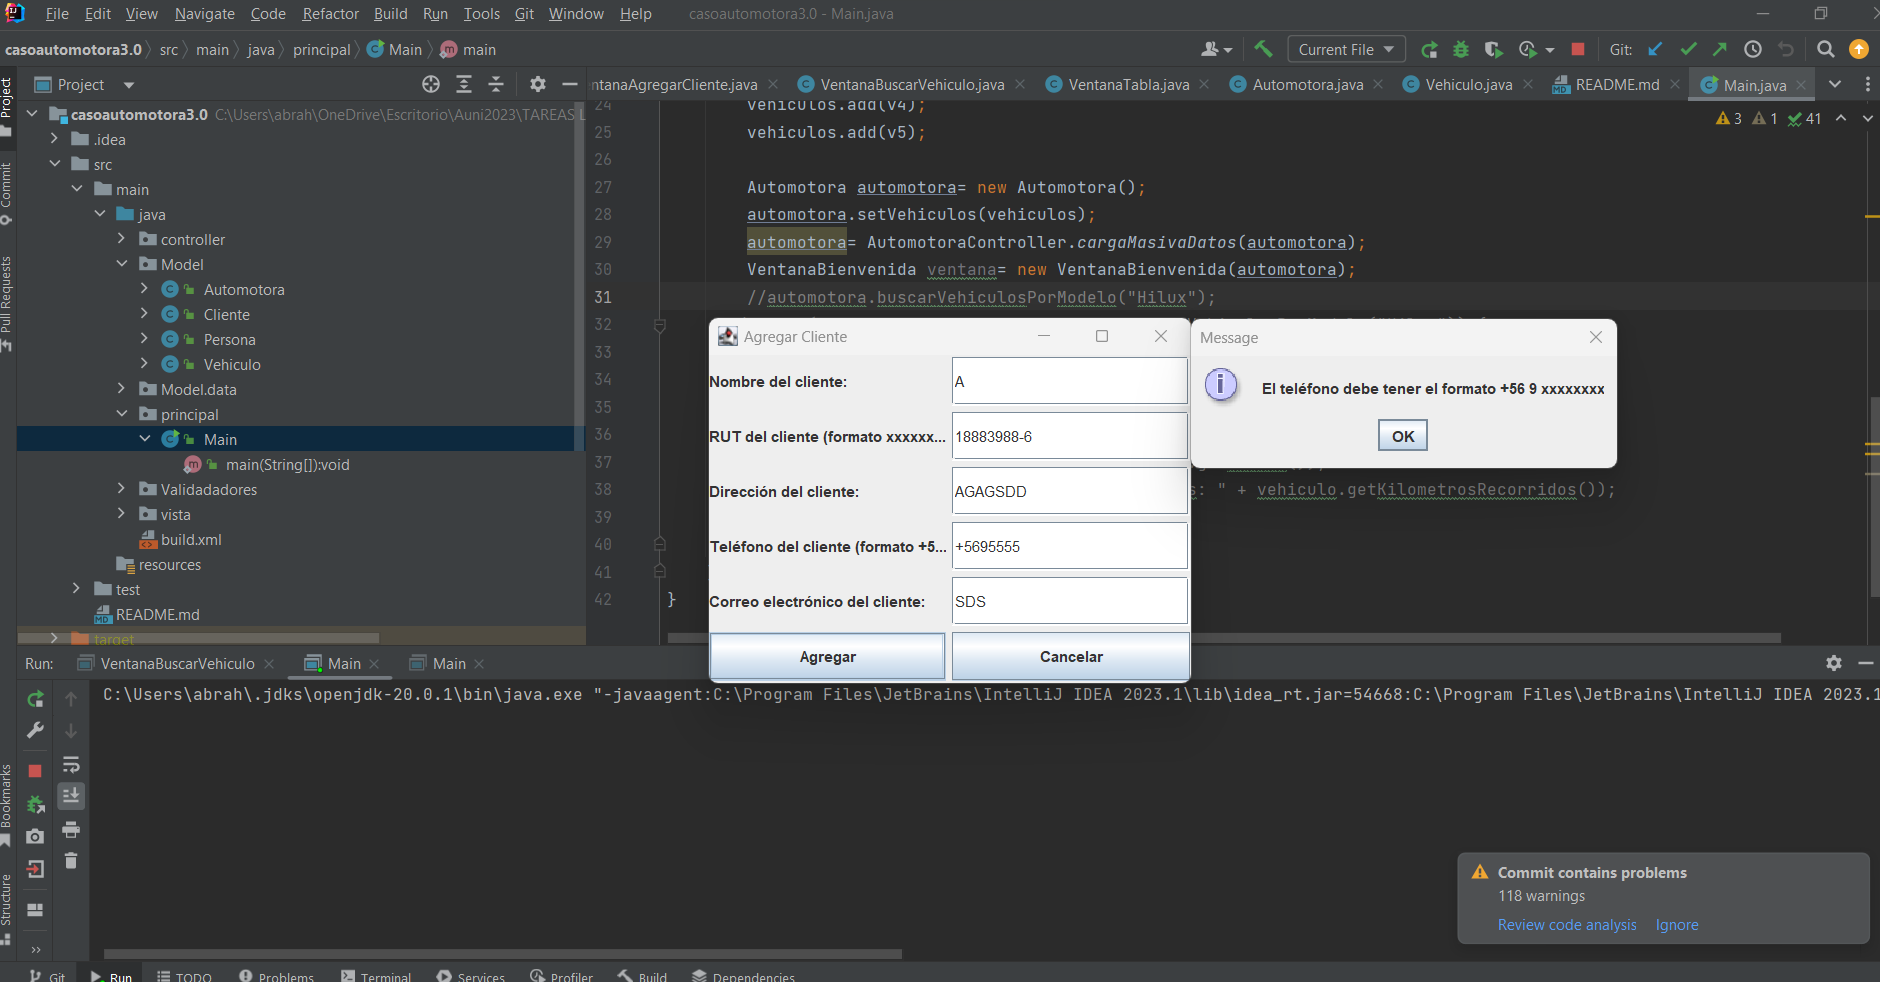 File Edit View Navigate Code Refactor Build Run Tools Git Window Help casoautomotora3.0 - Main.java
casoautomotora3.0 src main java principal Main main Current File Git:
Project
ntanaAgregarCliente.java VentanaBuscarVehiculo.java VentanaTabla.java Automotora.java Vehiculo.java README.md Main.java
Project
Commit
Pull Requests
Bookmarks
Structure
casoautomotora3.0 C:\Users\abrah\OneDrive\Escritorio\Auni2023\TAREAS L
.idea
src
main
java
controller
Model
Automotora
Cliente
Persona
Vehiculo
Model.data
principal
Main
main(String[]):void
Validadadores
vista
build.xml
resources
test
README.md
target
3 1 41
24 vehiculos.add(v4);
25 vehiculos.add(v5);
26
27 Automotora automotora= new Automotora();
28 automotora.setVehiculos(vehiculos);
29 automotora= AutomotoraController.cargaMasivaDatos(automotora);
30 VentanaBienvenida ventana= new VentanaBienvenida(automotora);
31 //automotora.buscarVehiculosPorModelo("Hilux");
32
33
34
35
36
37
38 s: " + vehiculo.getKilometrosRecorridos());
39
40
41
42 }
Agregar Cliente
Nombre del cliente: A
RUT del cliente (formato xxxxxx... 18883988-6
Dirección del cliente: AGAGSDD
Teléfono del cliente (formato +5... +5695555
Correo electrónico del cliente: SDS
Agregar Cancelar
Message
El teléfono debe tener el formato +56 9 xxxxxxxx
OK
Run: VentanaBuscarVehiculo Main Main
C:\Users\abrah\.jdks\openjdk-20.0.1\bin\java.exe "-javaagent:C:\Program Files\JetBrains\IntelliJ IDEA 2023.1\lib\idea_rt.jar=54668:C:\Program Files\JetBrains\IntelliJ IDEA 2023.1
Commit contains problems
118 warnings
Review code analysis Ignore
Git Run TODO Problems Terminal Services Profiler Build Dependencies